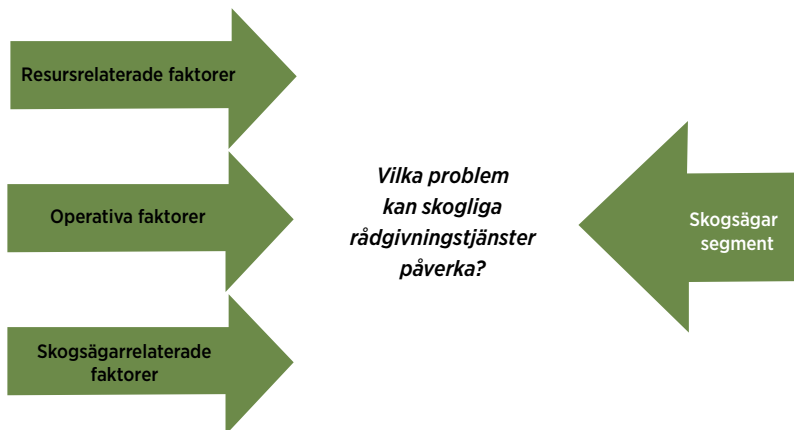 Resursrelaterade faktorer
Operativa faktorer
Skogsägarrelaterade
faktorer
Vilka problem
kan skogliga
rådgivningstjänster
påverka?
Skogsägar
segment